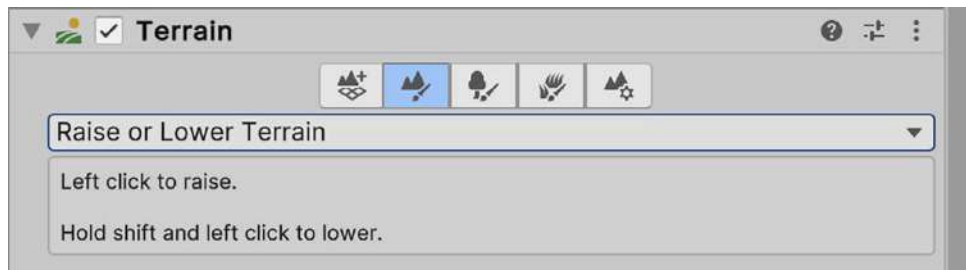 Terrain
Raise or Lower Terrain
Left click to raise.
Hold shift and left click to lower.